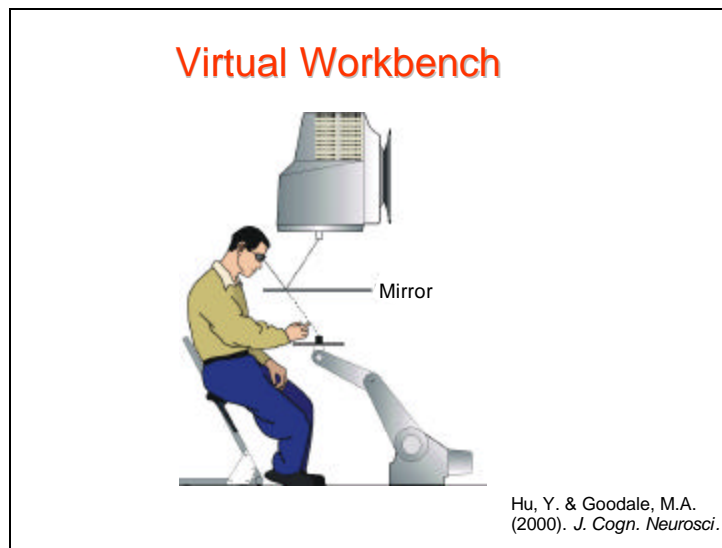 Virtual Workbench
Mirror
Hu, Y. & Goodale, M.A.
(2000). J. Cogn. Neurosci.